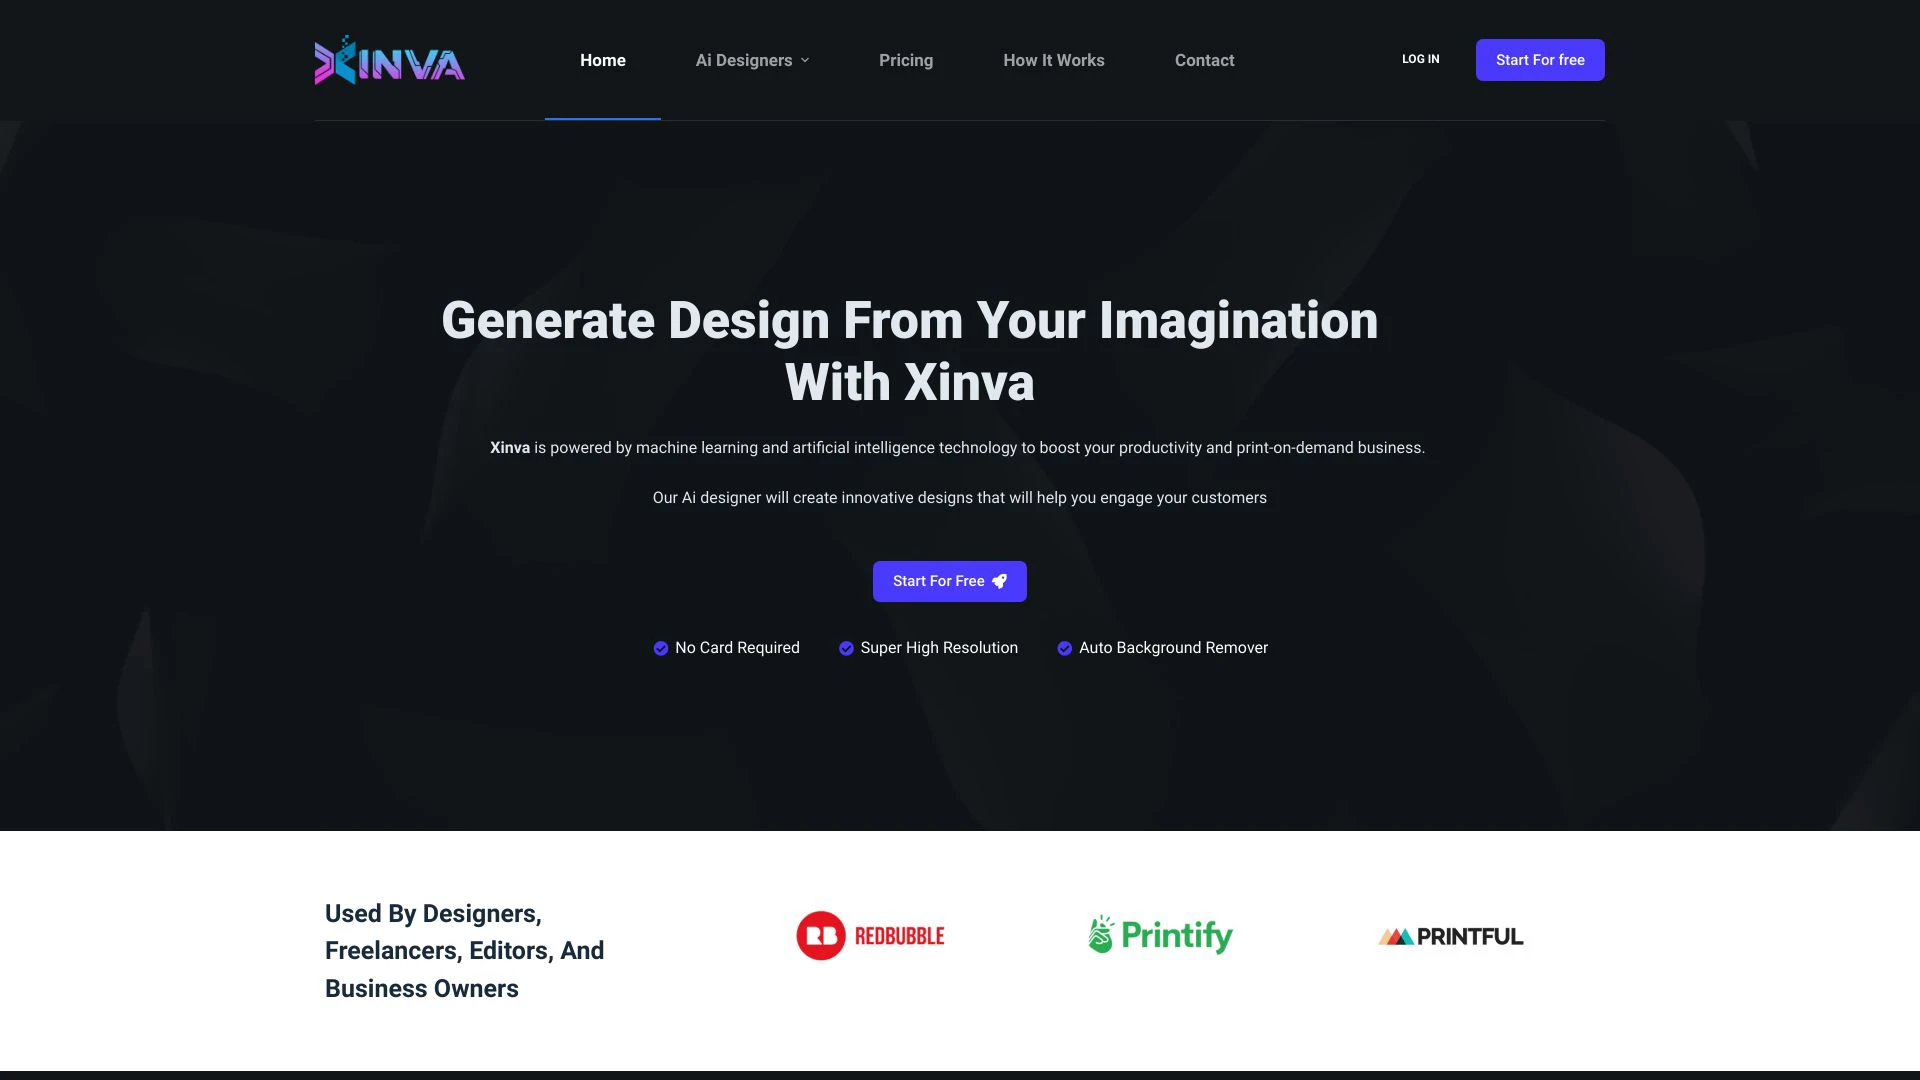 XINVA
Home
Ai Designers
Pricing
How It Works
Contact
LOG IN
Start For free
Generate Design From Your Imagination
With Xinva
Xinva is powered by machine learning and artificial intelligence technology to boost your productivity and print-on-demand business.
Our Ai designer will create innovative designs that will help you engage your customers
Start For Free
No Card Required
Super High Resolution
Auto Background Remover
Used By Designers,
Freelancers, Editors, And
Business Owners
RB REDBUBBLE
Printify
PRINTFUL